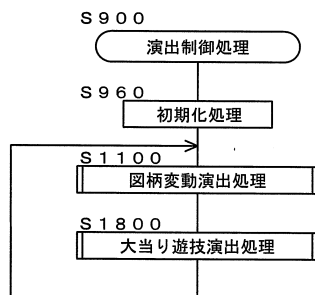 Ｓ９００
演出制御処理
Ｓ９６０
初期化処理
Ｓ１１００
図柄変動演出処理
Ｓ１８００
大当り遊技演出処理